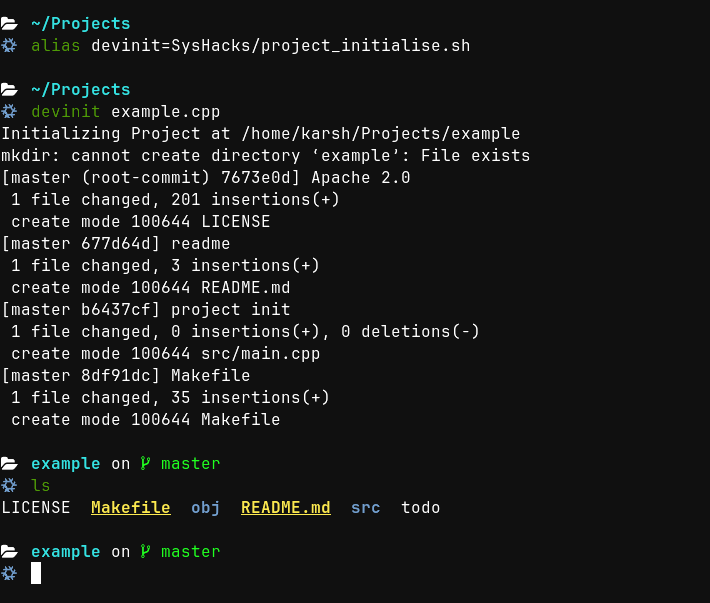 ~/Projects
alias devinit=SysHacks/project_initialise.sh
~/Projects
devinit example.cpp
Initializing Project at /home/karsh/Projects/example
mkdir: cannot create directory ‘example’: File exists
[master (root-commit) 7673e0d] Apache 2.0
1 file changed, 201 insertions(+)
create mode 100644 LICENSE
[master 677d64d] readme
1 file changed, 3 insertions(+)
create mode 100644 README.md
[master b6437cf] project init
1 file changed, 0 insertions(+), 0 deletions(-)
create mode 100644 src/main.cpp
[master 8df91dc] Makefile
1 file changed, 35 insertions(+)
create mode 100644 Makefile
example on master
ls
LICENSE Makefile obj README.md src todo
example on master